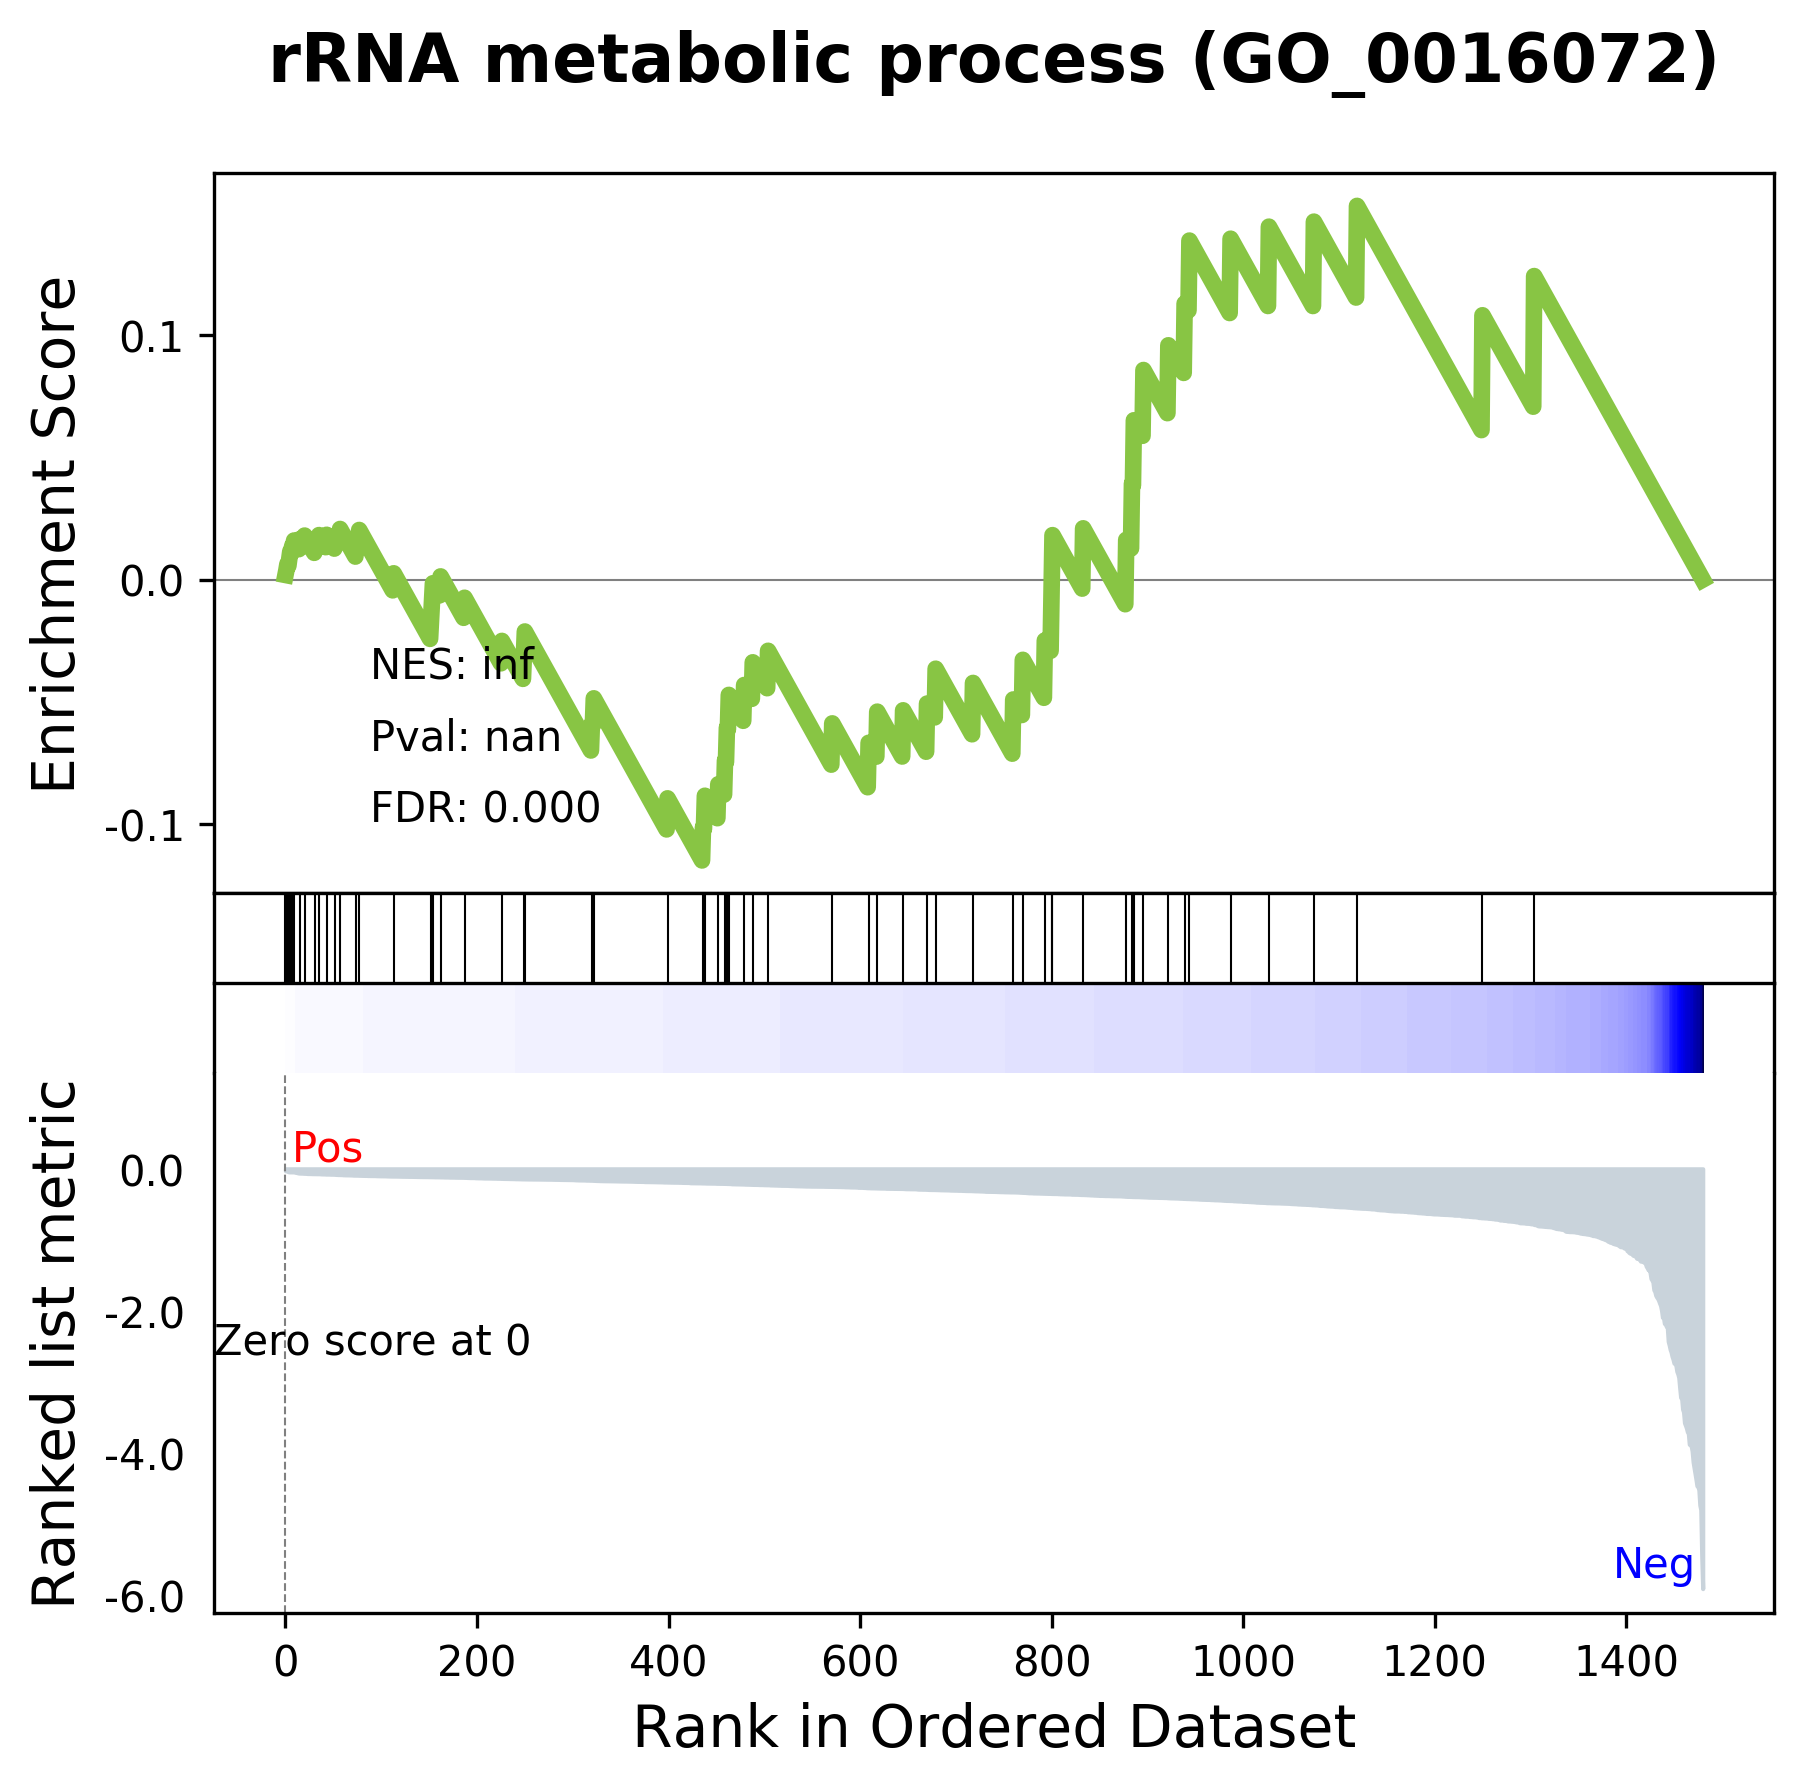 rRNA metabolic process (GO_0016072)
Enrichment Score
0.1
0.0
-0.1
NES: inf
Pval: nan
FDR: 0.000
Ranked list metric
Pos
0.0
-2.0
Zero score at 0
-4.0
Neg
-6.0
0 200 400 600 800 1000 1200 1400
Rank in Ordered Dataset